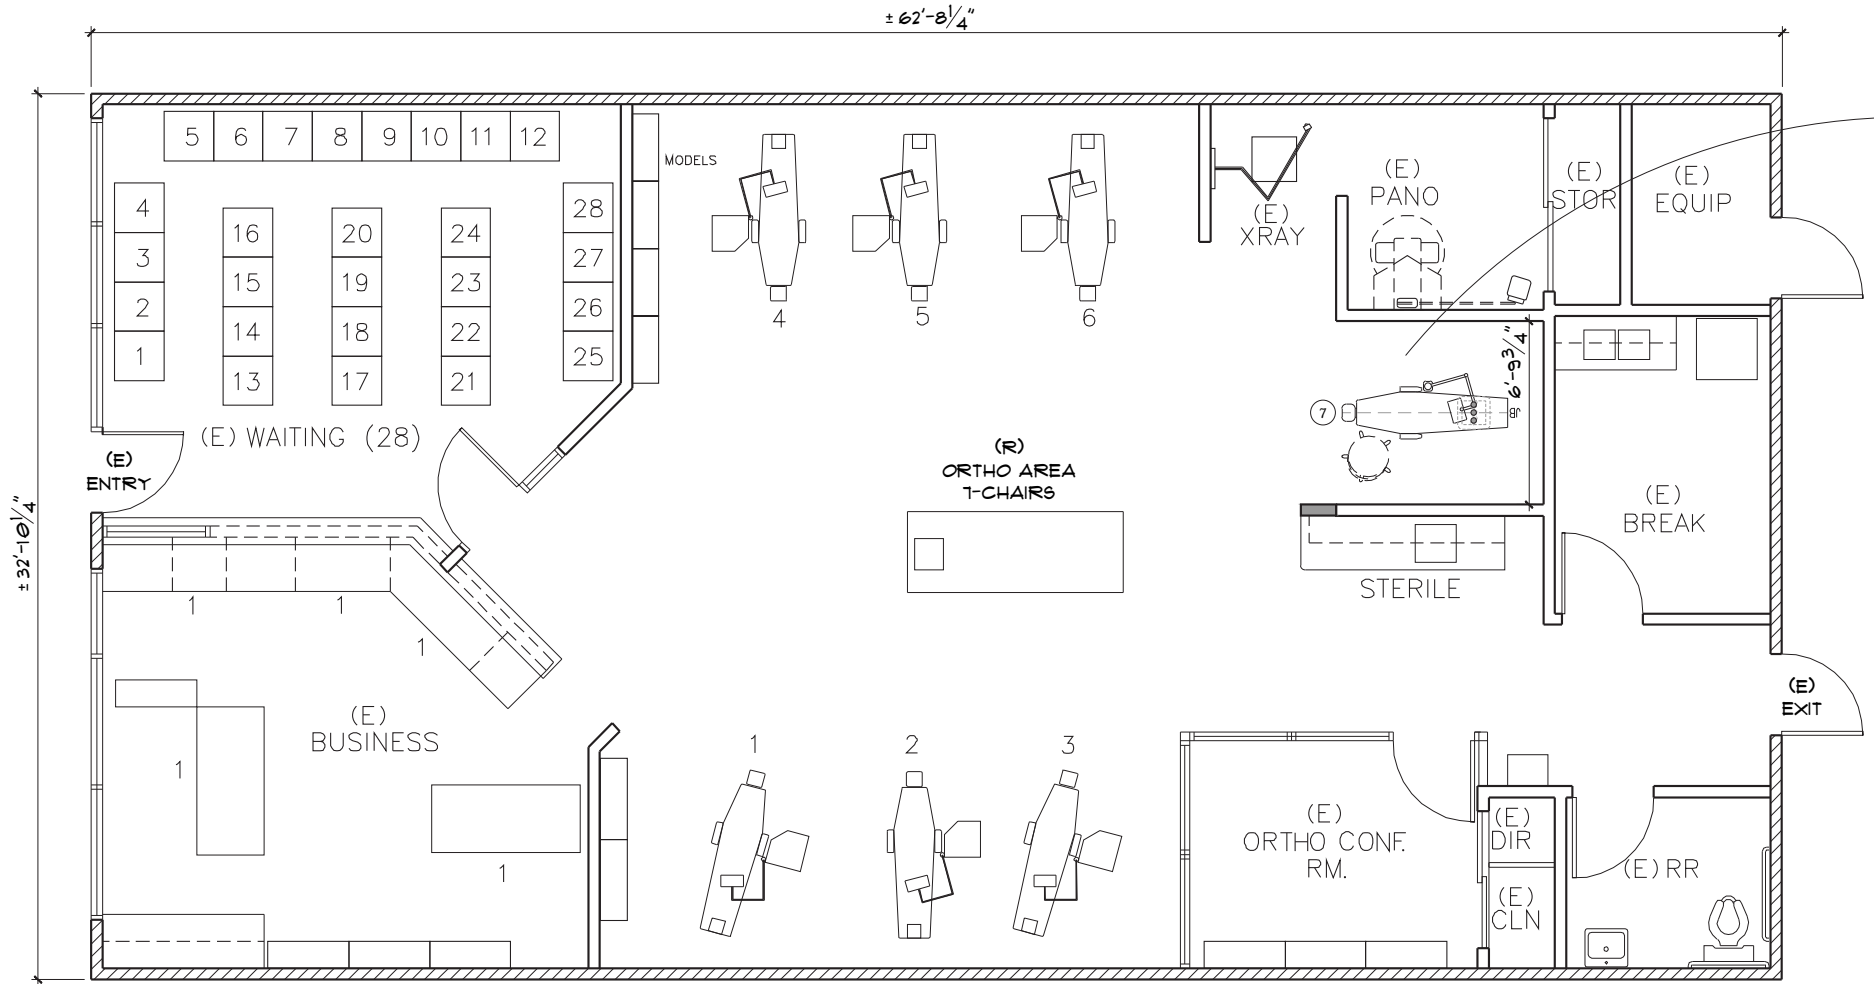 ± 62'-8 1/4"
5 6 7 8 9 10 11 12
MODELS
4
3
2
1
16
15
14
13
20
19
18
17
24
23
22
21
28
27
26
25
(E) WAITING (28)
(E)
ENTRY
± 32'-10 1/4"
4
5
6
(E)
XRAY
(E)
PANO
(E)
STOR
(E)
EQUIP
6'-9 3/4"
7
JB
(R)
ORTHO AREA
7-CHAIRS
STERILE
(E)
BREAK
1
1
1
(E)
BUSINESS
1
1
1
2
3
(E)
EXIT
(E)
ORTHO CONF.
RM.
(E)
DIR
(E)
CLN
(E) RR